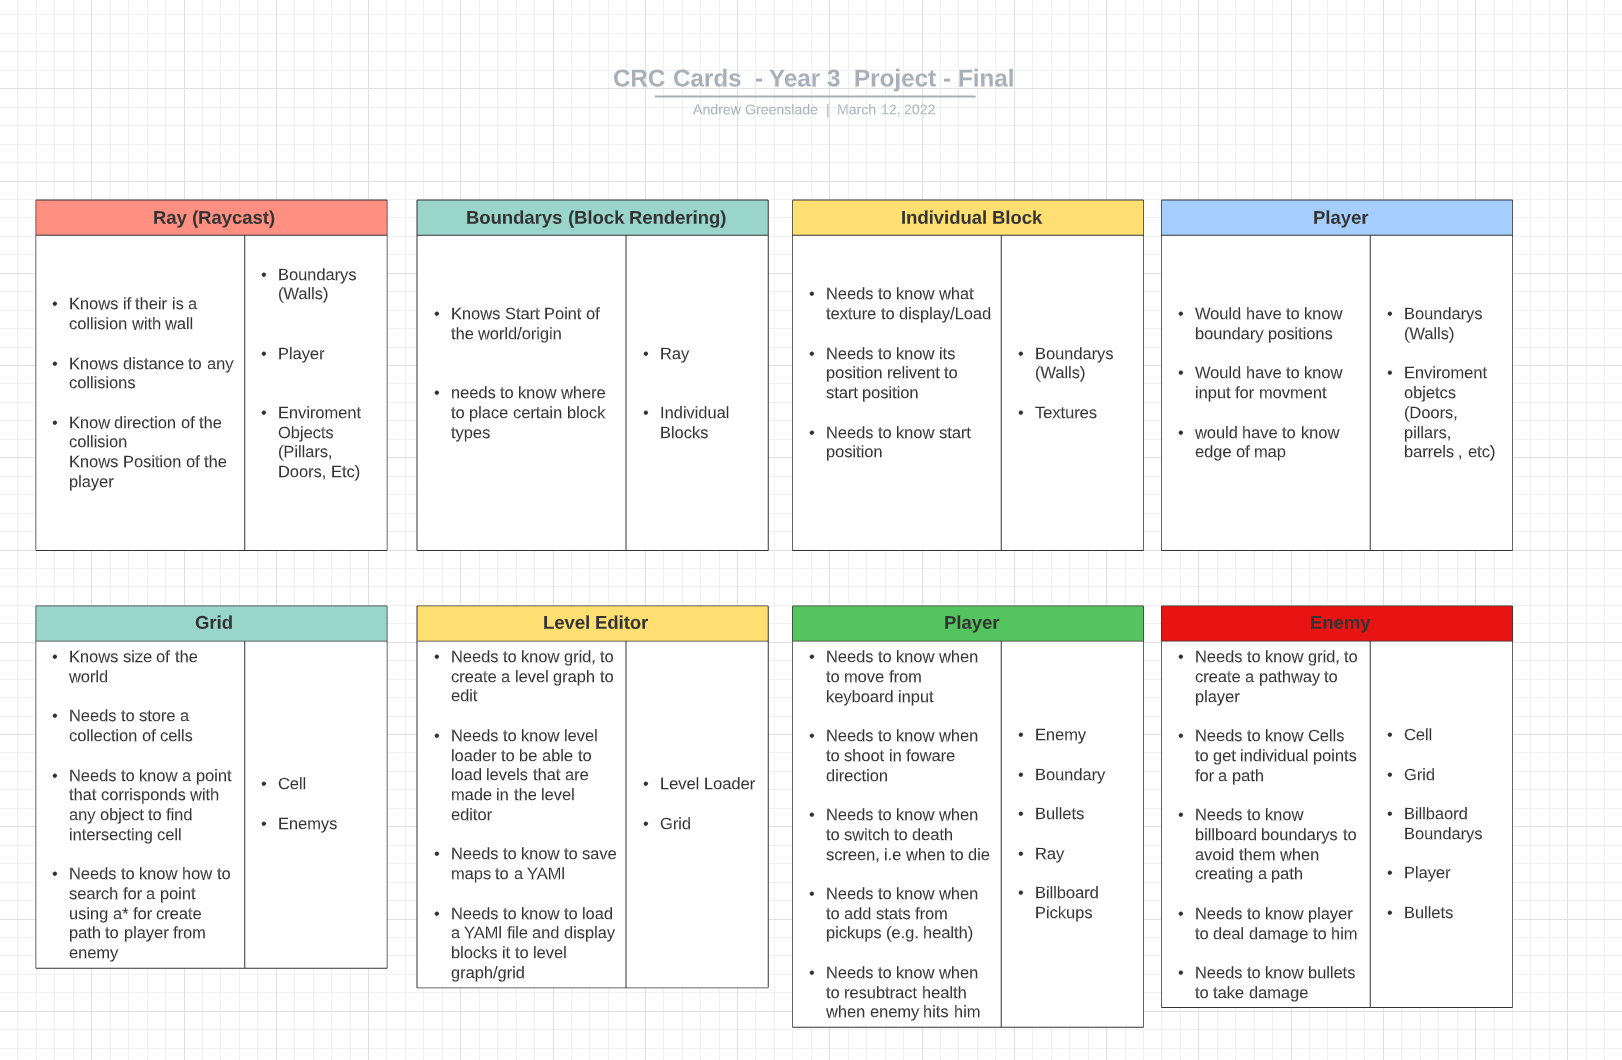 CRC Cards  - Year 3  Project - Final
Andrew Greenslade  |  March 12, 2022
Ray (Raycast)
• Knows if their is a
collision with wall
• Knows distance to any
collisions
• Know direction of the
collision
Knows Position of the
player
• Boundarys
(Walls)
• Player
• Enviroment
Objects
(Pillars,
Doors, Etc)
Boundarys (Block Rendering)
• Knows Start Point of
the world/origin
• needs to know where
to place certain block
types
• Ray
• Individual
Blocks
Individual Block
• Needs to know what
texture to display/Load
• Needs to know its
position relivent to
start position
• Needs to know start
position
• Boundarys
(Walls)
• Textures
Player
• Would have to know
boundary positions
• Would have to know
input for movment
• would have to know
edge of map
• Boundarys
(Walls)
• Enviroment
objetcs
(Doors,
pillars,
barrels , etc)
Grid
• Knows size of the
world
• Needs to store a
collection of cells
• Needs to know a point
that corrisponds with
any object to find
intersecting cell
• Needs to know how to
search for a point
using a* for create
path to player from
enemy
• Cell
• Enemys
Level Editor
• Needs to know grid, to
create a level graph to
edit
• Needs to know level
loader to be able to
load levels that are
made in the level
editor
• Needs to know to save
maps to a YAMl
• Needs to know to load
a YAMl file and display
blocks it to level
graph/grid
• Level Loader
• Grid
Player
• Needs to know when
to move from
keyboard input
• Needs to know when
to shoot in foware
direction
• Needs to know when
to switch to death
screen, i.e when to die
• Needs to know when
to add stats from
pickups (e.g. health)
• Needs to know when
to resubtract health
when enemy hits him
• Enemy
• Boundary
• Bullets
• Ray
• Billboard
Pickups
Enemy
• Needs to know grid, to
create a pathway to
player
• Needs to know Cells
to get individual points
for a path
• Needs to know
billboard boundarys to
avoid them when
creating a path
• Needs to know player
to deal damage to him
• Needs to know bullets
to take damage
• Cell
• Grid
• Billbaord
Boundarys
• Player
• Bullets